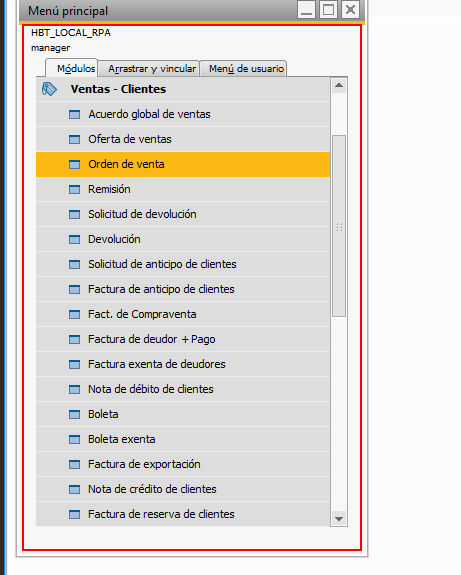 Menú principal
HBT_LOCAL_RPA
manager
Módulos Arrastrar y vincular Menú de usuario
Ventas - Clientes
Acuerdo global de ventas
Oferta de ventas
Orden de venta
Remisión
Solicitud de devolución
Devolución
Solicitud de anticipo de clientes
Factura de anticipo de clientes
Fact. de Compraventa
Factura de deudor + Pago
Factura exenta de deudores
Nota de débito de clientes
Boleta
Boleta exenta
Factura de exportación
Nota de crédito de clientes
Factura de reserva de clientes